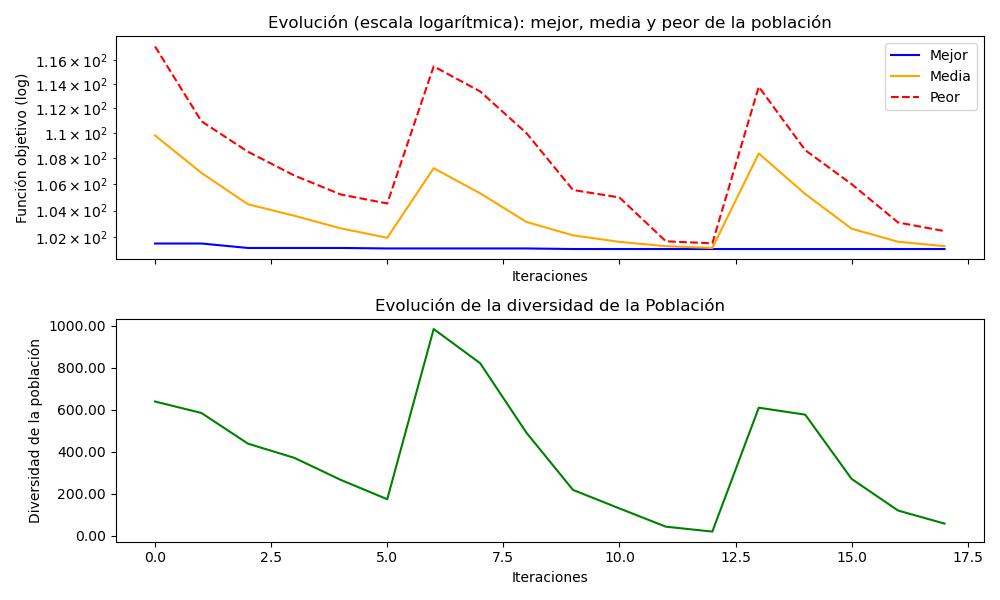 Evolución (escala logarítmica): mejor, media y peor de la población
Función objetivo (log)
1.16 × 10²
1.14 × 10²
1.12 × 10²
1.1 × 10²
1.08 × 10²
1.06 × 10²
1.04 × 10²
1.02 × 10²
Mejor
Media
Peor
Iteraciones
Evolución de la diversidad de la Población
Diversidad de la población
1000.00
800.00
600.00
400.00
200.00
0.00
0.0 2.5 5.0 7.5 10.0 12.5 15.0 17.5
Iteraciones